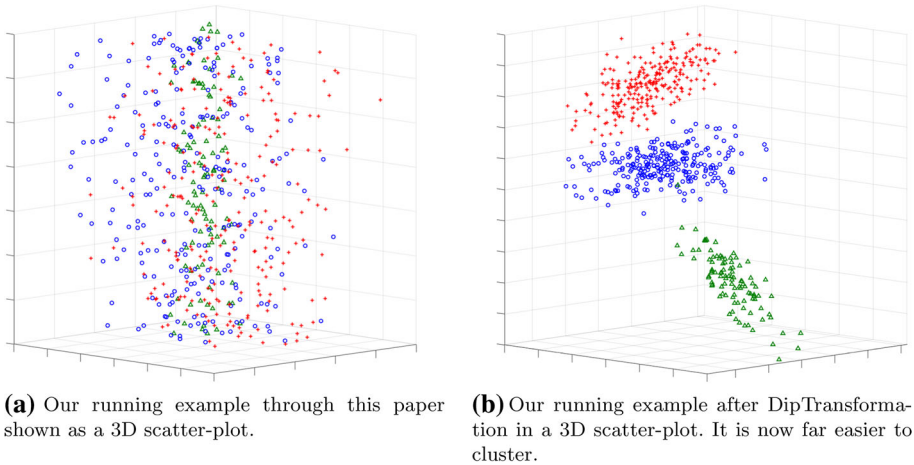 (a) Our running example through this paper
shown as a 3D scatter-plot.
(b) Our running example after DipTransforma-
tion in a 3D scatter-plot. It is now far easier to
cluster.